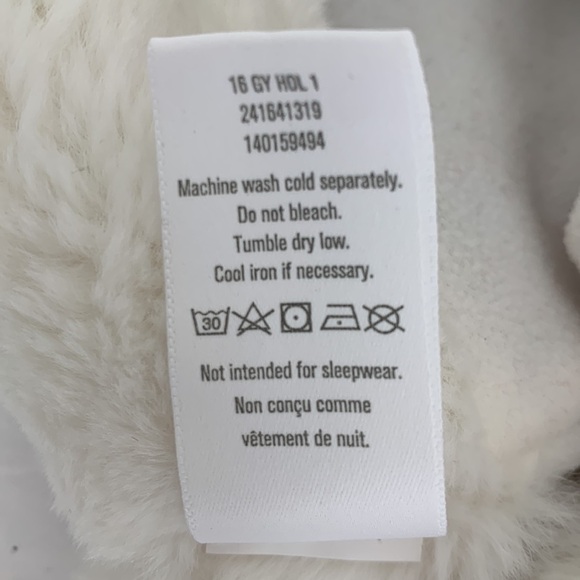 16 GY HOL 1
241641319
140159494
Machine wash cold separately.
Do not bleach.
Tumble dry low.
Cool iron if necessary.
30
Not intended for sleepwear.
Non conçu comme
vêtement de nuit.